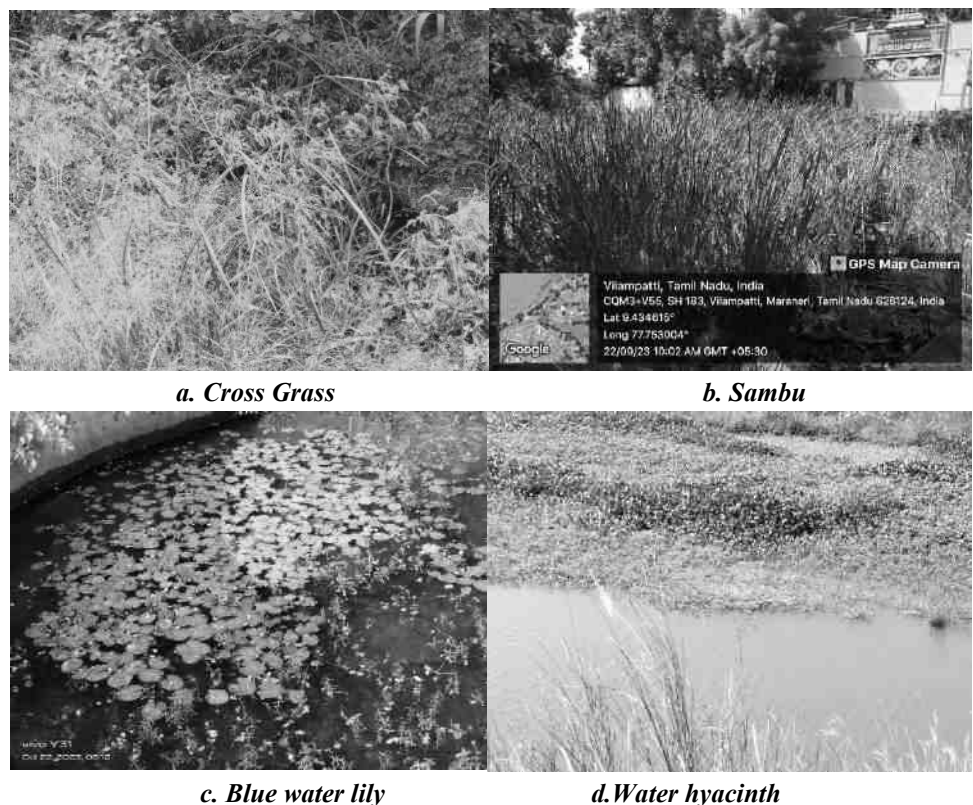 a. Cross Grass
GPS Map Camera
Vilampatti, Tamil Nadu, India
CQM3+V55, SH 183, Vilampatti, Maraneri, Tamil Nadu 626124, India
Lat 9.434615°
Long 77.753004°
22/09/23 10:02 AM GMT +05:30
Google
b. Sambu
vivo Y31
c. Blue water lily
d.Water hyacinth